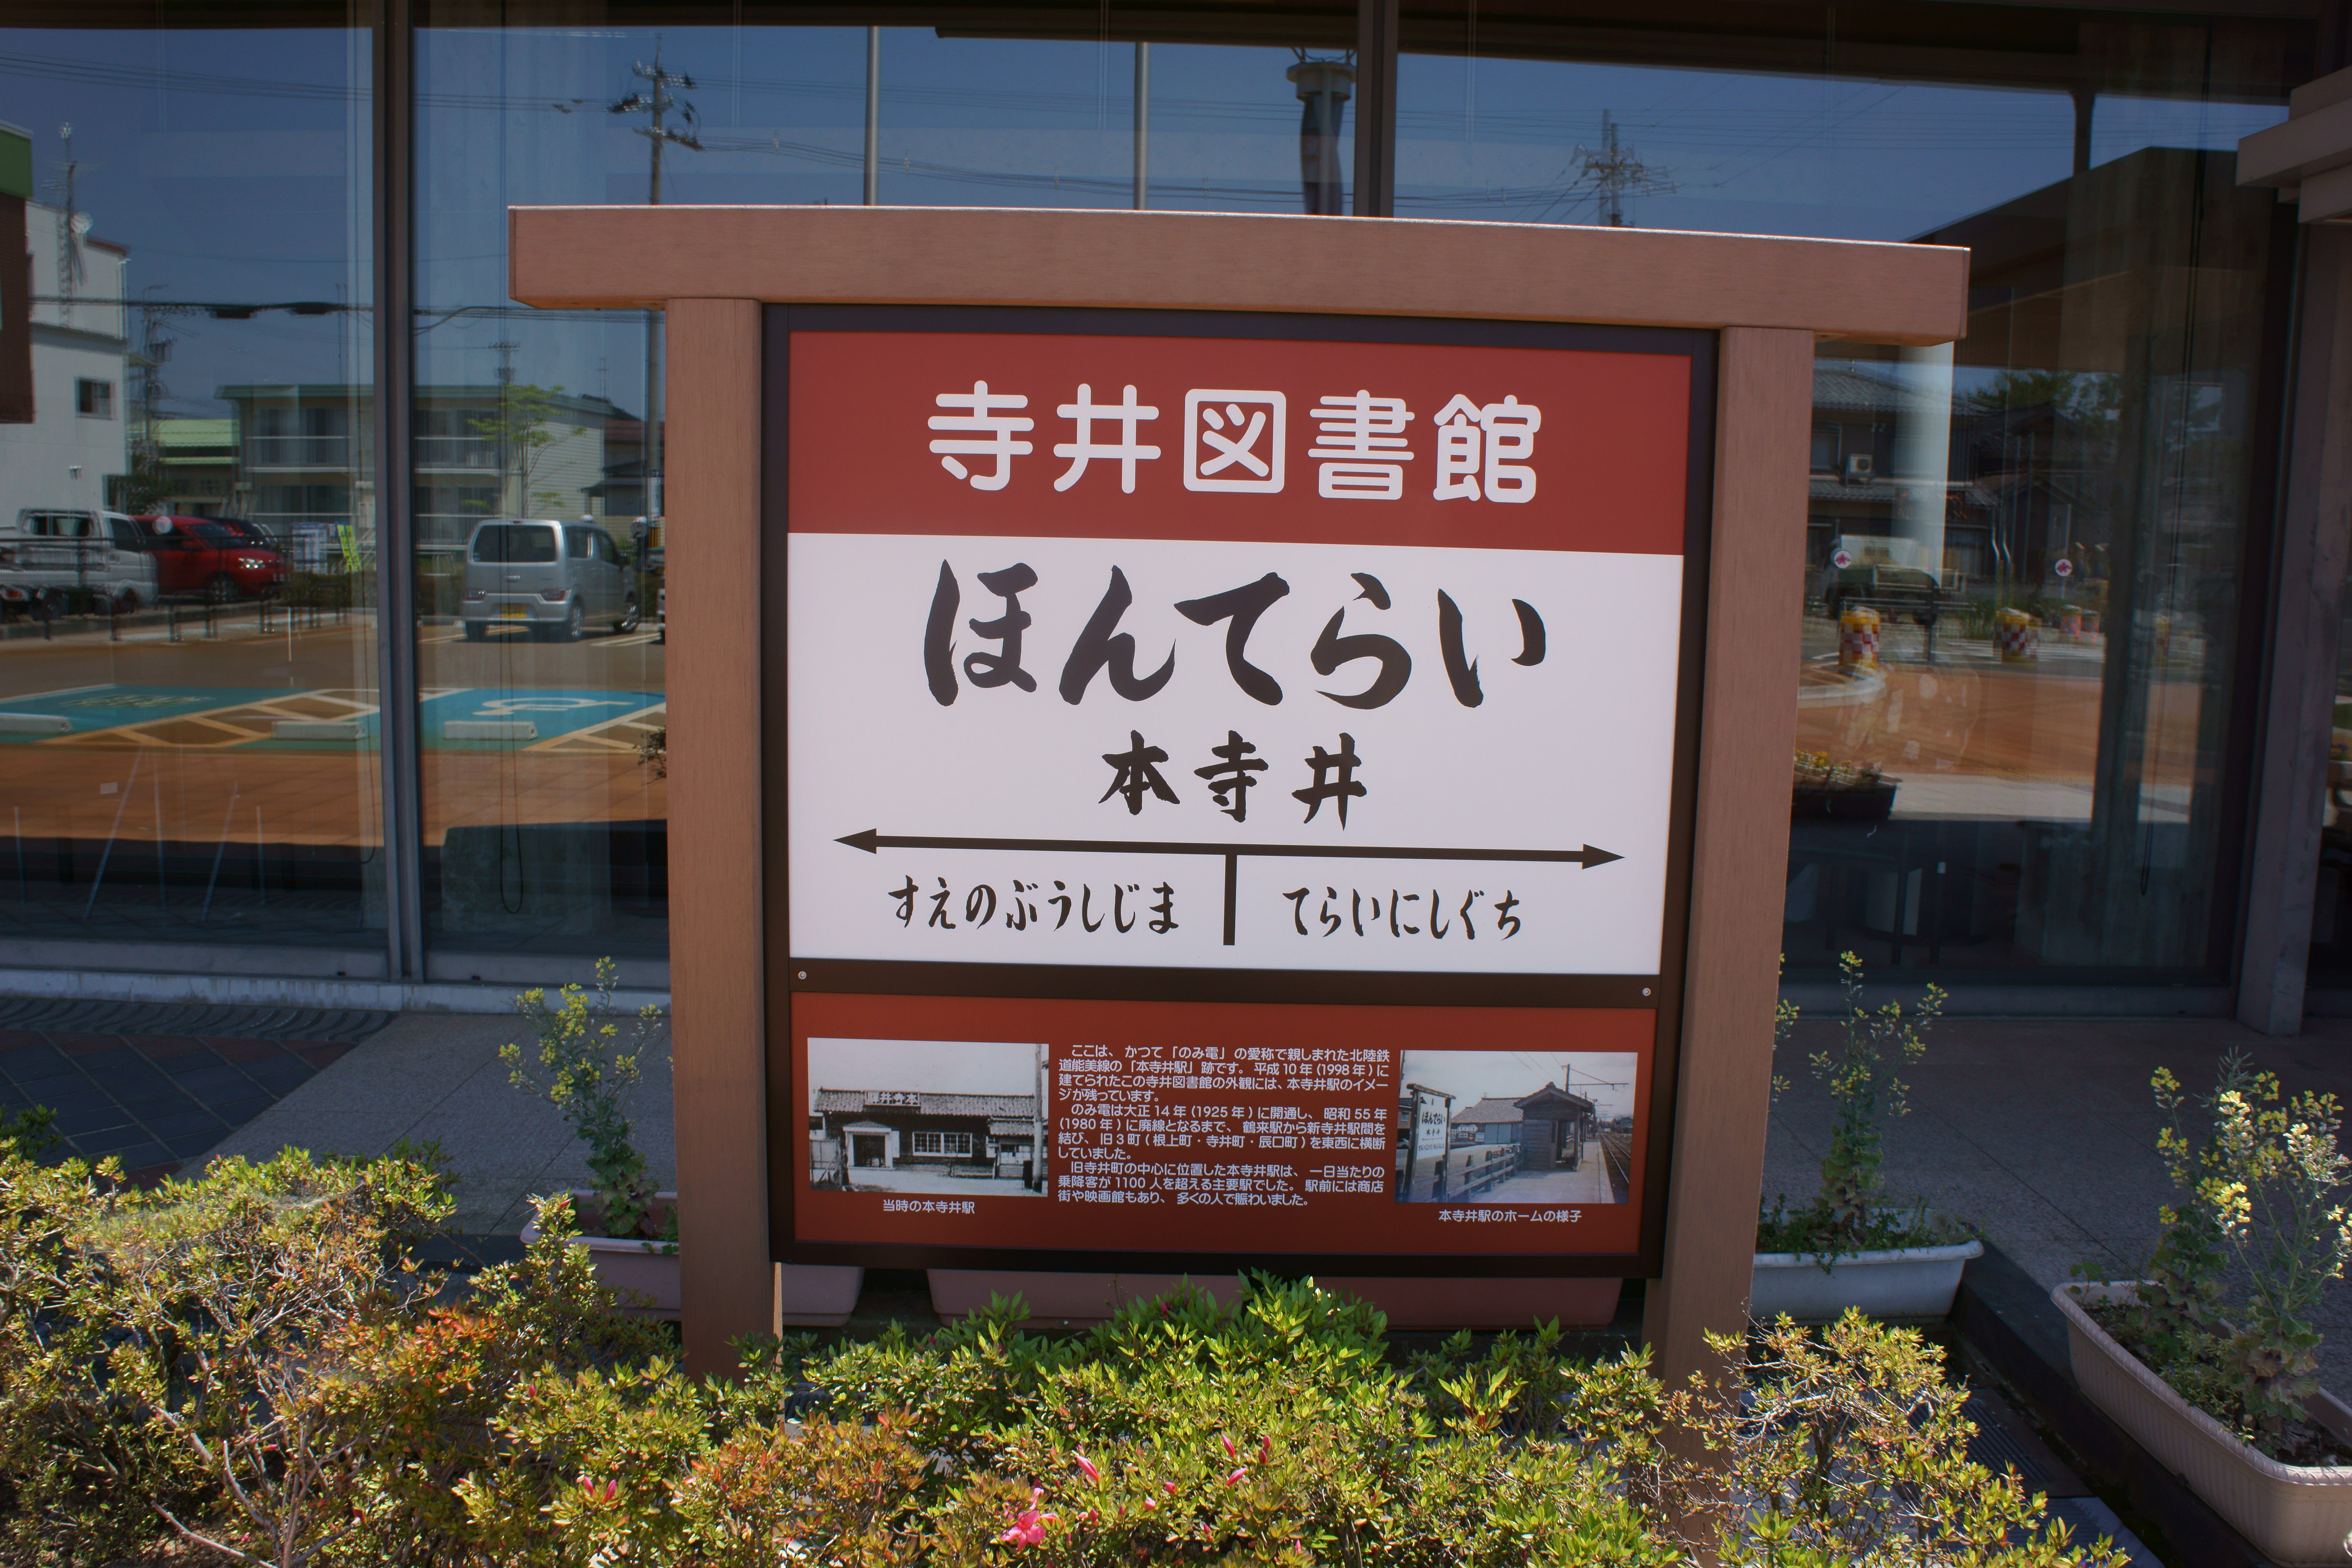 寺井図書館
ほんてらい
本寺井
すえのぶうしじま
てらいにしぐち
ここは、かつて「のみ電」の愛称で親しまれた北陸鉄
道能美線の「本寺井駅」跡です。平成10年(1998年)に
建てられたこの寺井図書館の外観には、本寺井駅のイメー
ジが残っています。
のみ電は大正14年(1925年)に開通し、昭和55年
(1980年)に廃線となるまで、鶴来駅から新寺井駅間を
結び、旧3町(根上町・寺井町・辰口町)を東西に横断
していました。
旧寺井町の中心に位置した本寺井駅は、一日当たりの
乗降客が1100人を超える主要駅でした。駅前には商店
街や映画館もあり、多くの人で賑わいました。
当時の本寺井駅
ほんてらい
本寺井
本寺井駅のホームの様子